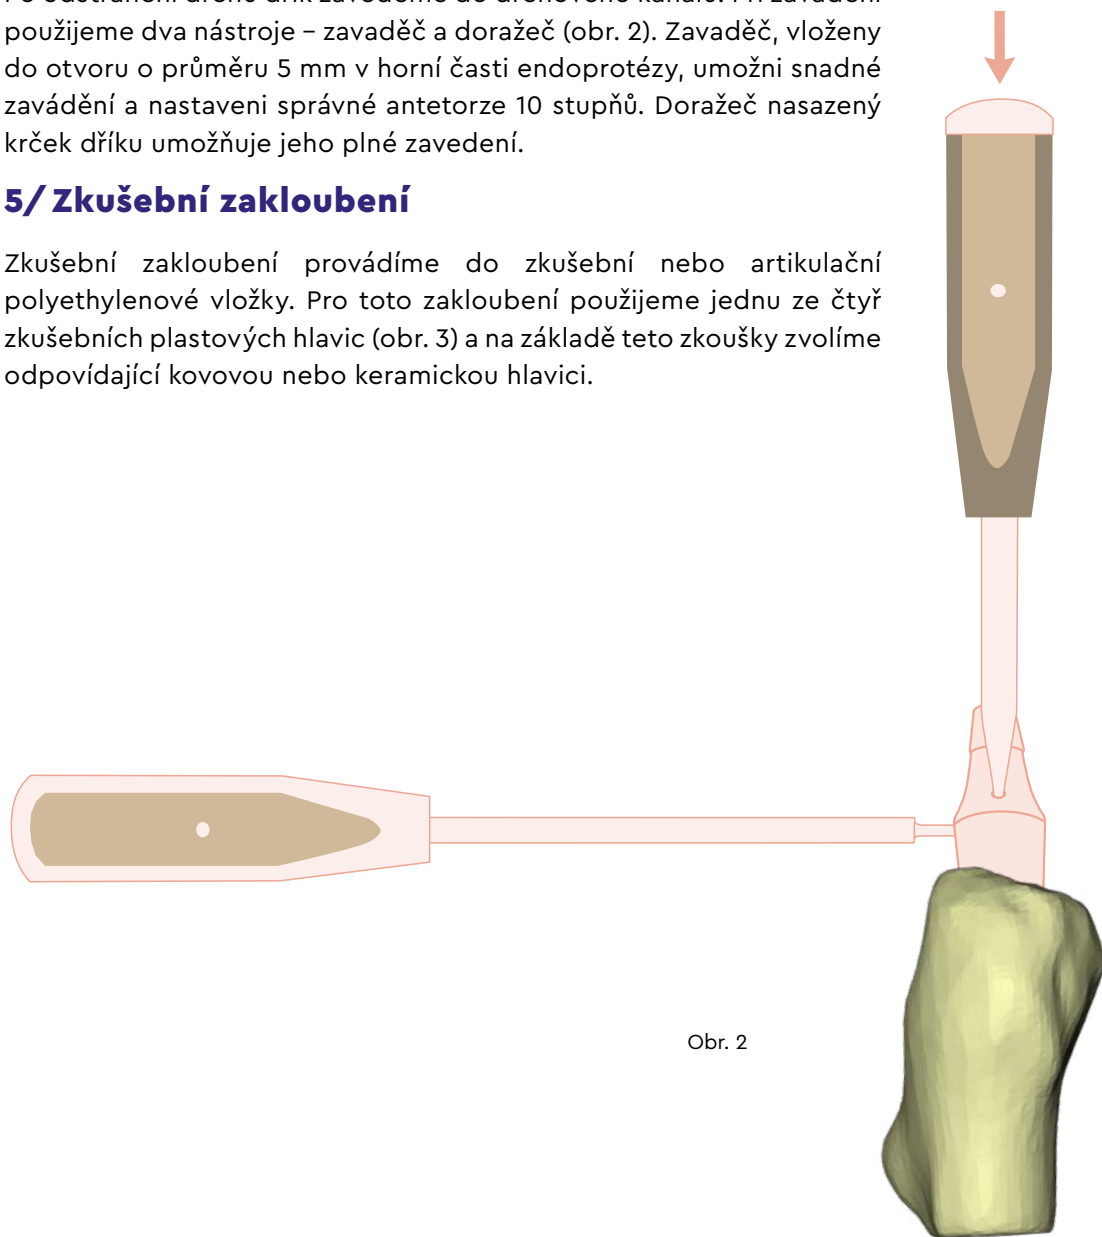 použijeme dva nástroje – zavaděč a doražeč (obr. 2). Zavaděč, vloženy
do otvoru o průměru 5 mm v horní časti endoprotézy, umožni snadné
zavádění a nastaveni správné antetorze 10 stupňů. Doražeč nasazený
krček dříku umožňuje jeho plné zavedení.
5/ Zkušební zakloubení
Zkušební zakloubení provádíme do zkušební nebo artikulační
polyethylenové vložky. Pro toto zakloubení použijeme jednu ze čtyř
zkušebních plastových hlavic (obr. 3) a na základě teto zkoušky zvolíme
odpovídající kovovou nebo keramickou hlavici.
Obr. 2